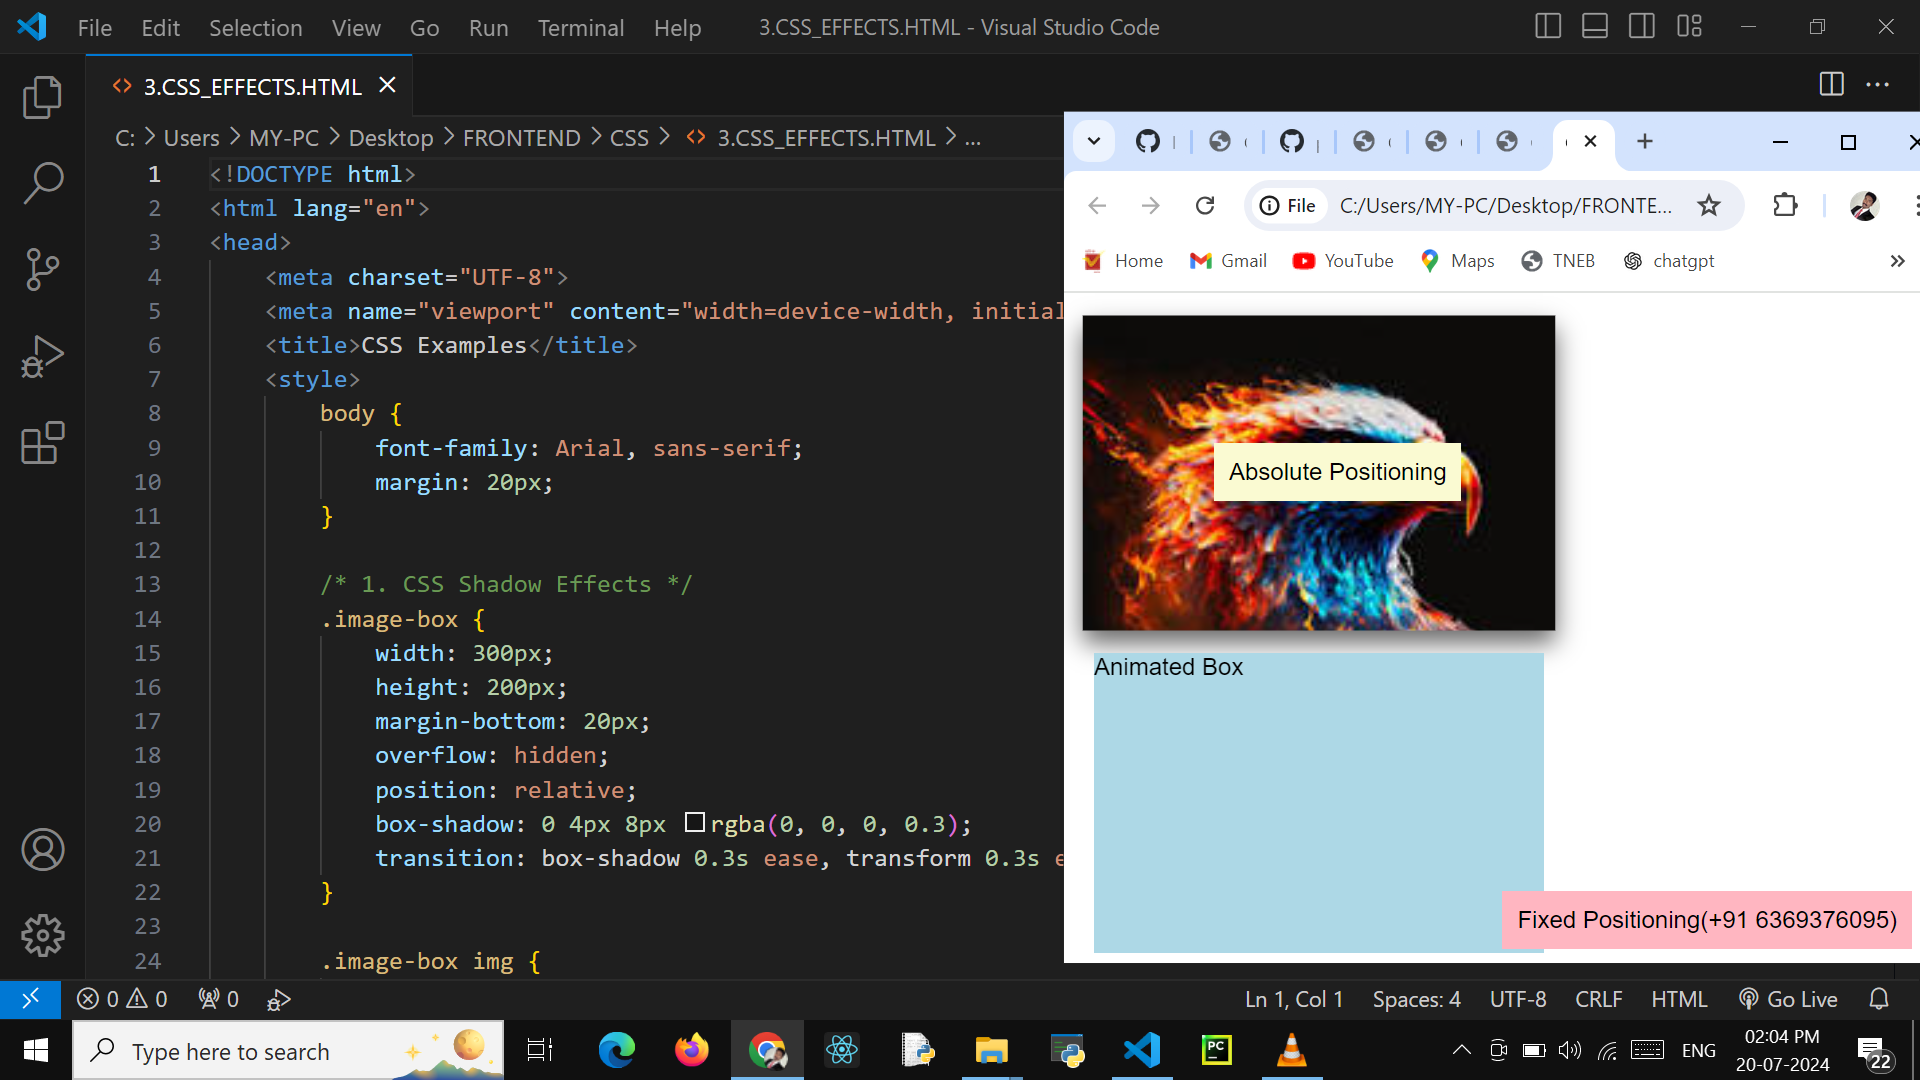 File Edit Selection View Go Run Terminal Help 3.CSS_EFFECTS.HTML - Visual Studio Code
3.CSS_EFFECTS.HTML
C: > Users > MY-PC > Desktop > FRONTEND > CSS > <> 3.CSS_EFFECTS.HTML > ...
1 <!DOCTYPE html>
2 <html lang="en">
3 <head>
4 <meta charset="UTF-8">
5 <meta name="viewport" content="width=device-width, initial
6 <title>CSS Examples</title>
7 <style>
8 body {
9 font-family: Arial, sans-serif;
10 margin: 20px;
11 }
12
13 /* 1. CSS Shadow Effects */
14 .image-box {
15 width: 300px;
16 height: 200px;
17 margin-bottom: 20px;
18 overflow: hidden;
19 position: relative;
20 box-shadow: 0 4px 8px rgba(0, 0, 0, 0.3);
21 transition: box-shadow 0.3s ease, transform 0.3s e
22 }
23
24 .image-box img {
File C:/Users/MY-PC/Desktop/FRONTE...
Home Gmail YouTube Maps TNEB chatgpt »
Absolute Positioning
Animated Box
Fixed Positioning(+91 6369376095)
0 0 0 Ln 1, Col 1 Spaces: 4 UTF-8 CRLF HTML Go Live
Type here to search
PC
ENG
02:04 PM
20-07-2024
22